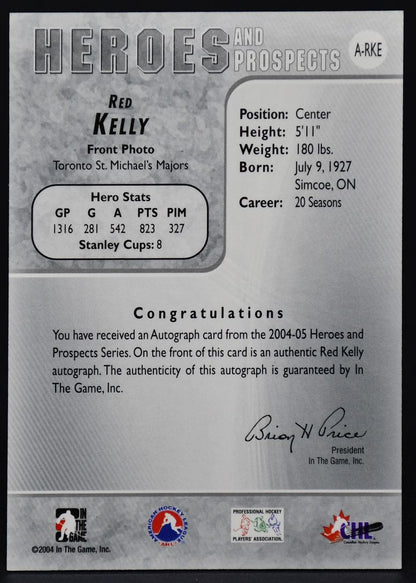 HEROES AND PROSPECTS
A-RKE
RED
KELLY
Front Photo
Toronto St. Michael's Majors
Hero Stats
GP G A PTS PIM
1316 281 542 823 327
Stanley Cups: 8
Position: Center
Height: 5'11"
Weight: 180 lbs.
Born: July 9, 1927
Simcoe, ON
Career: 20 Seasons
Congratulations
You have received an Autograph card from the 2004-05 Heroes and
Prospects Series. On the front of this card is an authentic Red Kelly
autograph. The authenticity of this autograph is guaranteed by In
The Game, Inc.
Brian H Price
President
In The Game, Inc.
IN THE GAME
©2004 In The Game, Inc.
AMERICAN HOCKEY LEAGUE
AHL
PROFESSIONAL HOCKEY
PLAYERS' ASSOCIATION
CHL
Canadian Hockey League